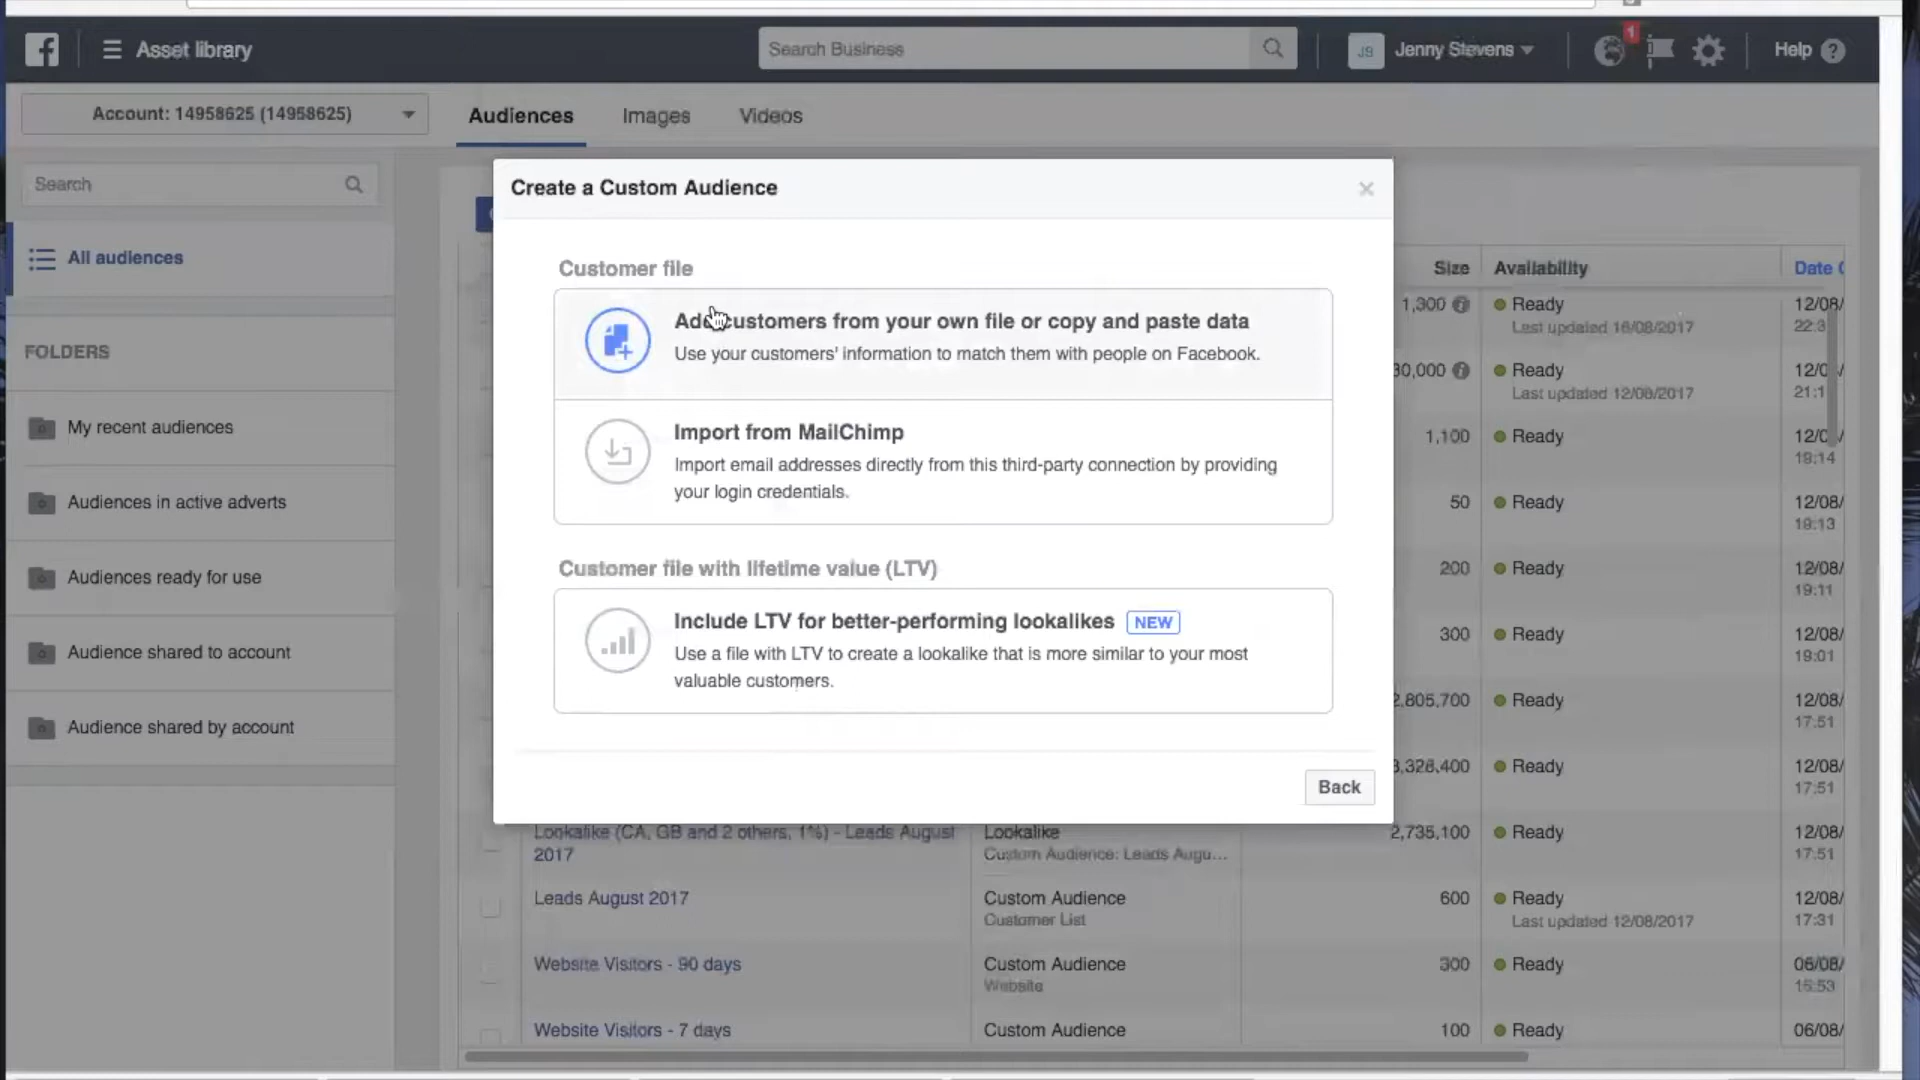 Asset library
Search Business
JS
Jenny Stevens
1
Help ?
Account: 14958625 (14958625)
Audiences
Images
Videos
Search
All audiences
FOLDERS
My recent audiences
Audiences in active adverts
Audiences ready for use
Audience shared to account
Audience shared by account
Create a Custom Audience
Customer file
Add customers from your own file or copy and paste data
Use your customers' information to match them with people on Facebook.
Import from MailChimp
Import email addresses directly from this third-party connection by providing
your login credentials.
Customer file with lifetime value (LTV)
Include LTV for better-performing lookalikes NEW
Use a file with LTV to create a lookalike that is more similar to your most
valuable customers.
Back
Size Availability Date
1,300 Ready 12/08/
Last updated 16/08/2017
Ready
Last updated 12/08/2017
1,100 Ready
19:14
50 Ready 12/08/
19:13
200 Ready 12/08/
19:11
300 Ready 12/08/
19:01
2,805,700 Ready 12/08/
17:51
3,328,400 Ready 12/08/
17:51
Lookalike (CA, GB and 2 others, 1%) - Leads August Lookalike 2,735,100 Ready 12/08/
2017 Custom Audience: Leads Augu... 17:51
Leads August 2017 Custom Audience 600 Ready 12/08/
Customer List Last updated 12/08/2017 17:31
Website Visitors - 90 days Custom Audience 300 Ready 06/08/
Website 15:53
Website Visitors - 7 days Custom Audience 100 Ready 06/08/